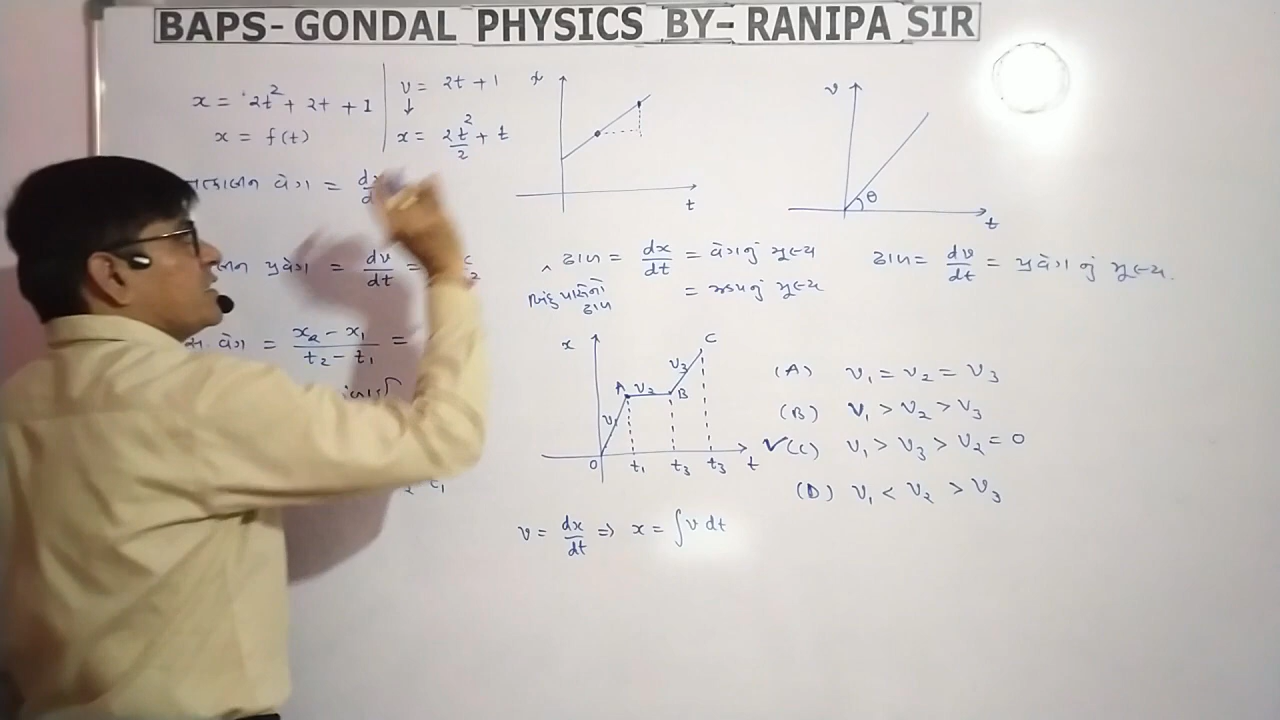 BAPS- GONDAL PHYSICS BY- RANIPA SIR
x = 2t² + 2t + 1
x = f(t)
v = 2t + 1
↓
x = 2t²/2 + t
વેગ =
પ્રવેગ = dv/dt =
સ. વેગ = x₂ - x₁ / t₂ - t₁ =
x
t
ઢાળ = dx/dt = વેગનું મૂલ્ય
= ઝડપનું મૂલ્ય
ઢાળ
v
θ
t
ઢાળ = dv/dt = પ્રવેગનું મૂલ્ય.
x
C
V₃
A V₂
B
V₁
O t₁ t₃ t₃ t
(A) v₁ = v₂ = v₃
(B) v₁ > v₂ > v₃
✓(C) v₁ > v₃ > v₂ = 0
(D) v₁ < v₂ > v₃
v = dx/dt ⇒ x = ∫v dt